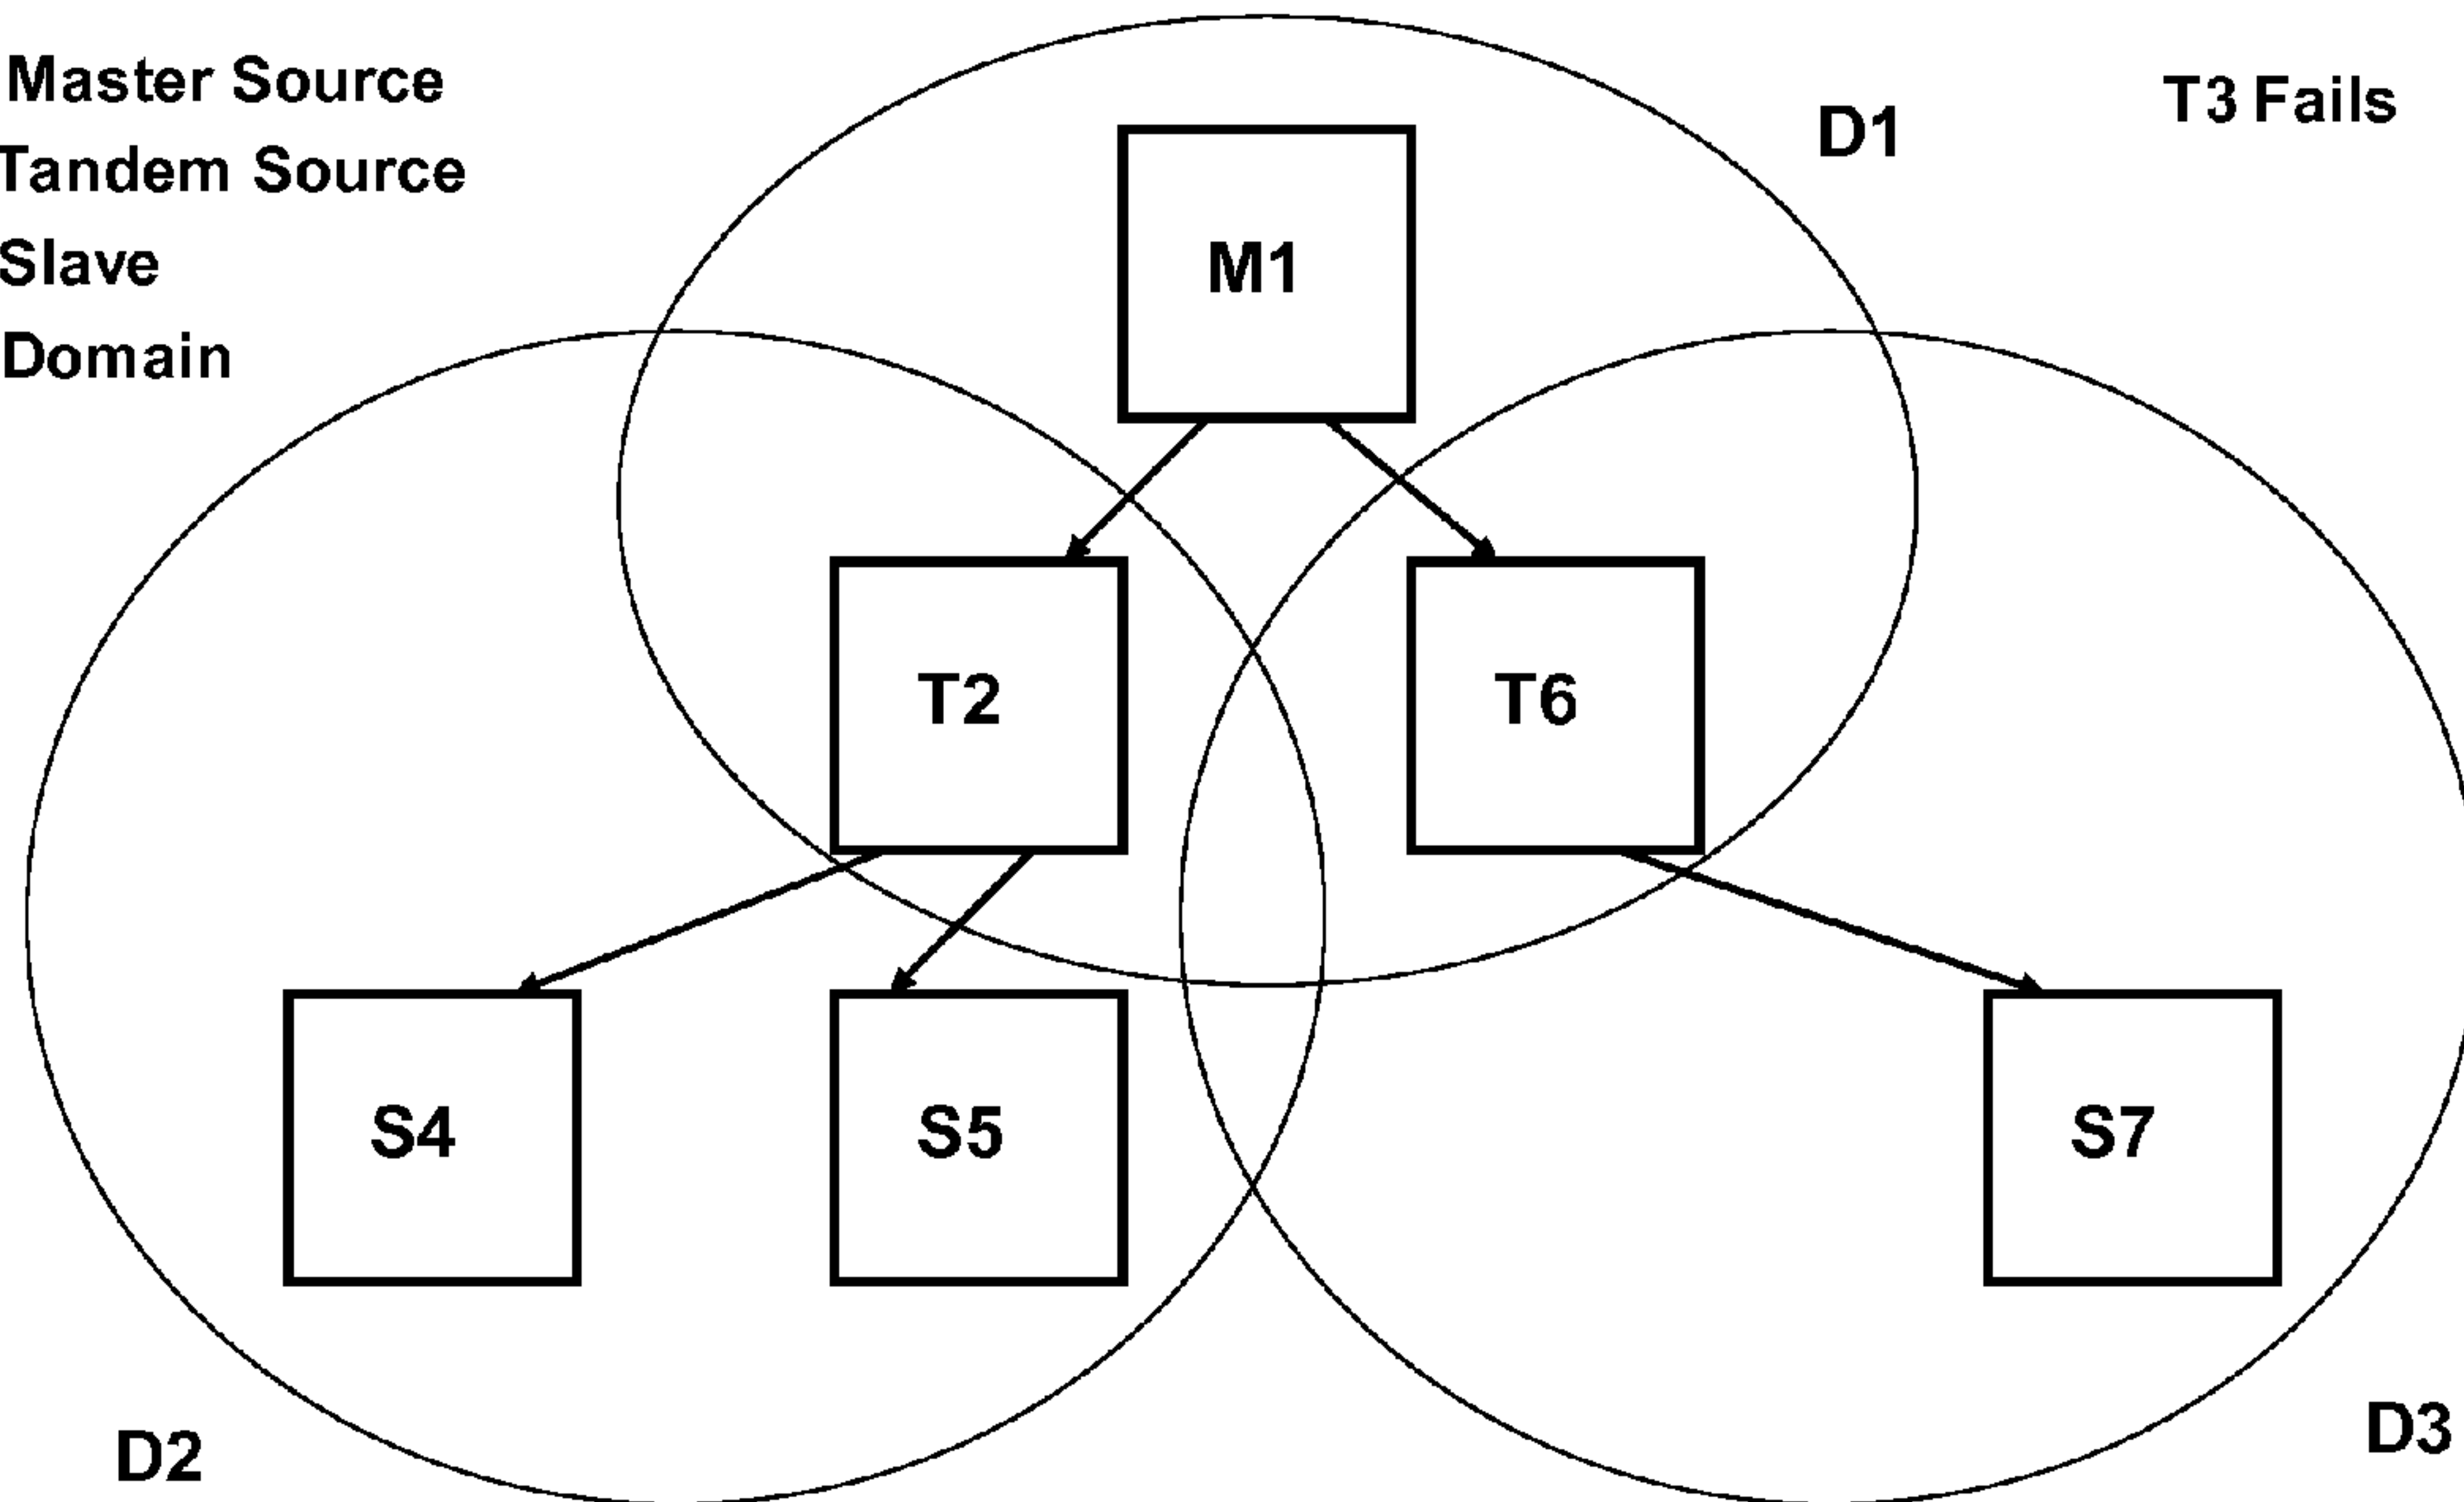 Master Source
Tandem Source
Slave
Domain
D1
T3 Fails
M1
T2
T6
S4
S5
S7
D2
D3